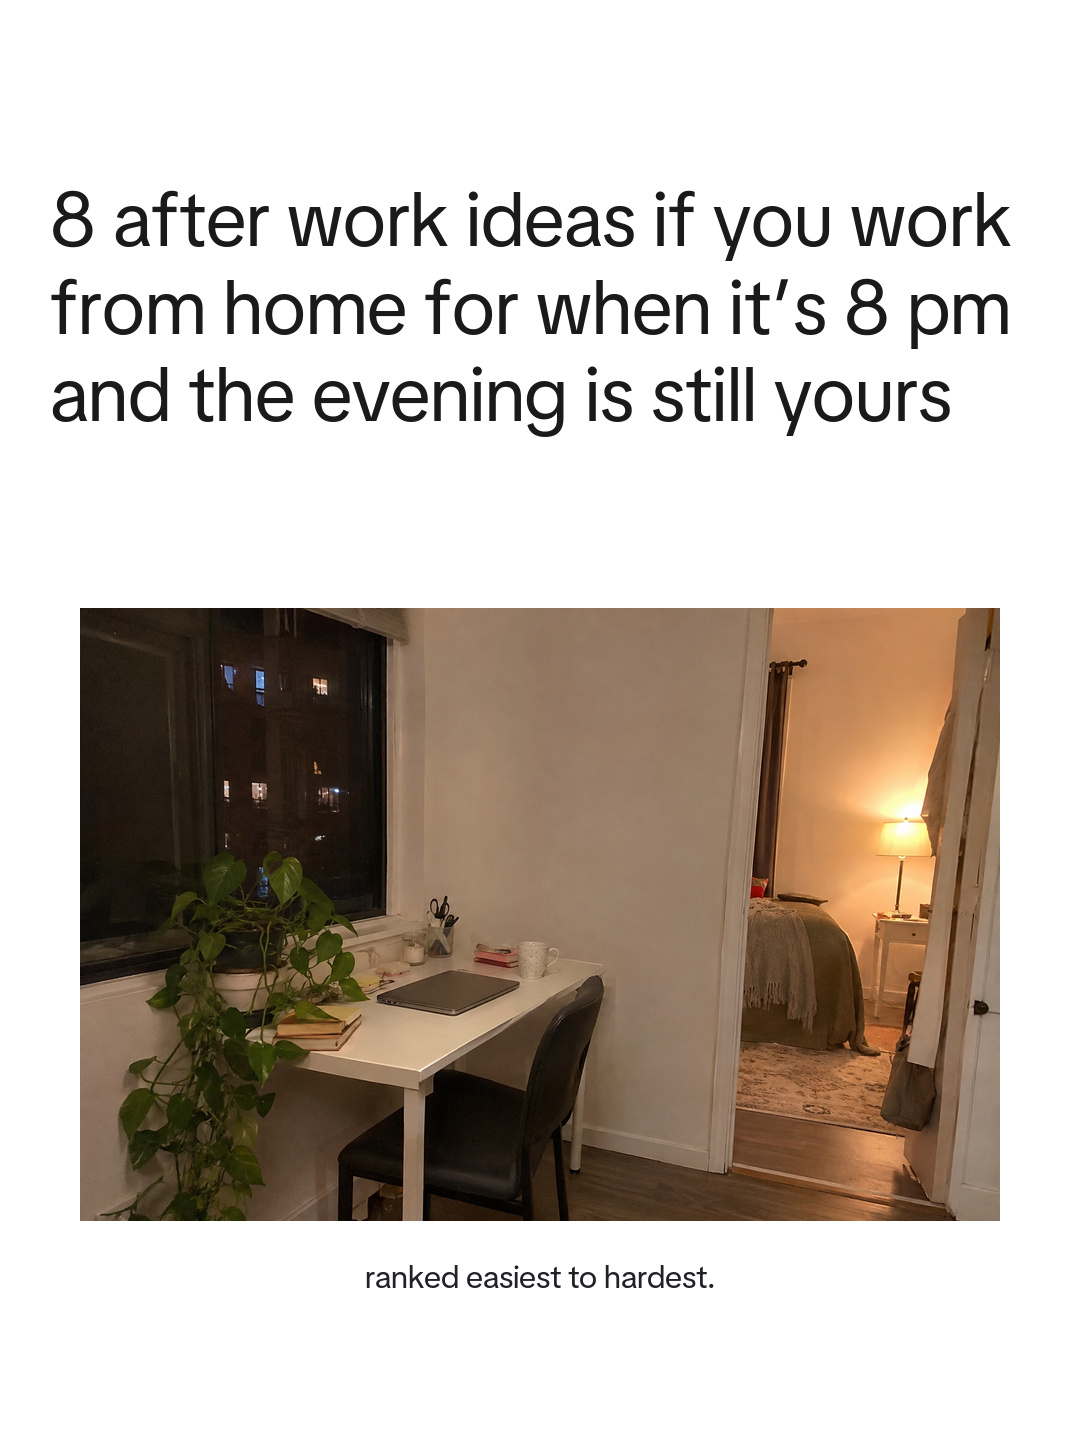 8 after work ideas if you work
from home for when it’s 8 pm
and the evening is still yours
ranked easiest to hardest.